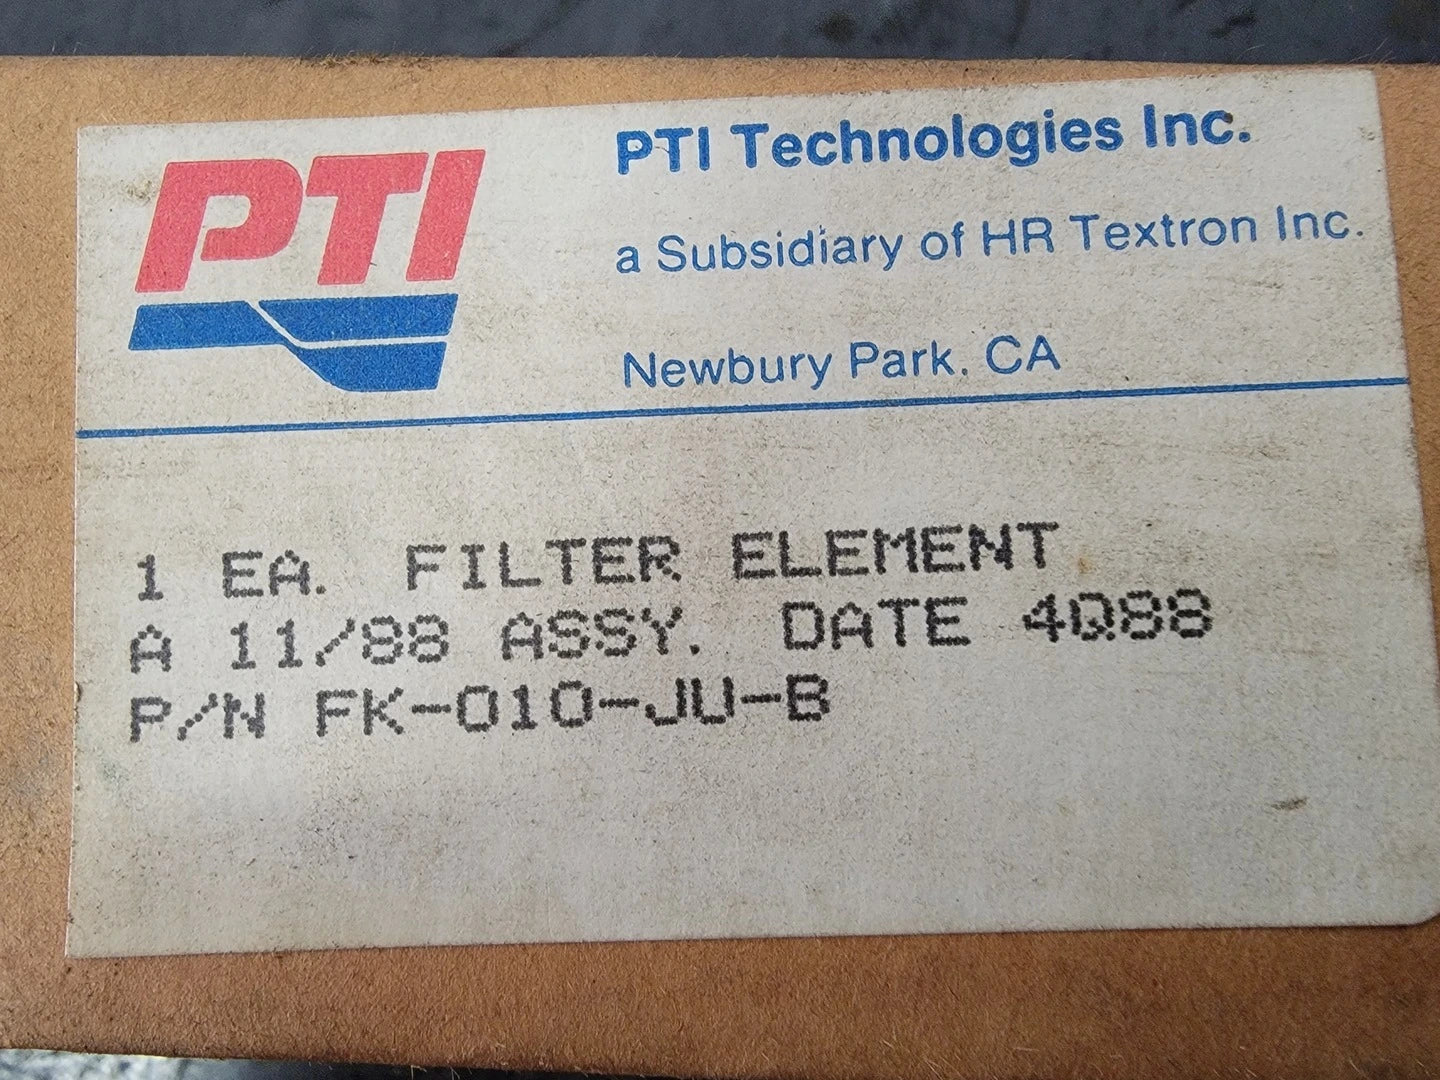 PTI
PTI Technologies Inc.
a Subsidiary of HR Textron Inc.
Newbury Park, CA
1 EA. FILTER ELEMENT
A 11/88 ASSY. DATE 4Q88
P/N FK-010-JU-B